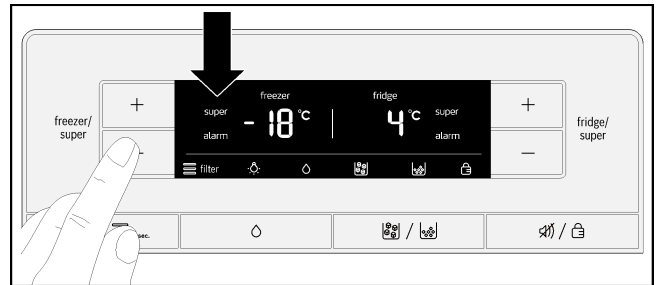 freezer/
super
+
super
alarm
freezer
-18 °C
fridge
4 °C
super
alarm
filter
+
−
fridge/
super
sec.
/
/